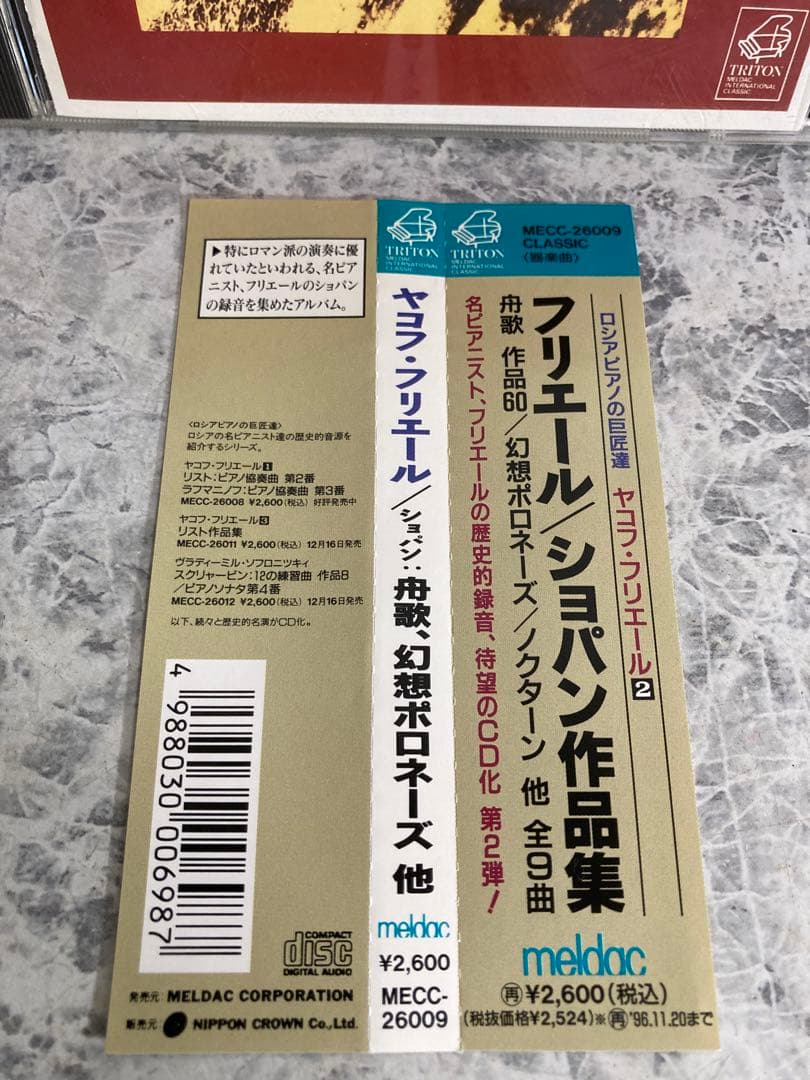 TRITON
MELDAC
INTERNATIONAL
CLASSIC
▶特にロマン派の演奏に優
れていたといわれる、名ピア
ニスト、フリエールのショパン
の録音を集めたアルバム。
〈ロシアピアノの巨匠達〉
ロシアの名ピアニスト達の歴史的音源を
紹介するシリーズ。
ヤコフ・フリエール1
リスト:ピアノ協奏曲 第2番
ラフマニノフ:ピアノ協奏曲 第3番
MECC-26008 ¥2,600(税込) 好評発売中
ヤコフ・フリエール3
リスト作品集
MECC-26011 ¥2,600(税込) 12月16日発売
ヴラディーミル・ソフロニツキィ
スクリャービン:12の練習曲 作品8
/ピアノソナタ第4番
MECC-26012 ¥2,600(税込) 12月16日発売
以下、続々と歴史的名演がCD化。
4 988030 006987
COMPACT
disc
DIGITAL AUDIO
発売元: MELDAC CORPORATION
販売元: NIPPON CROWN Co., Ltd.
TRITON
MELDAC
INTERNATIONAL
CLASSIC
ヤコフ・フリエール/ショパン:舟歌、幻想ポロネーズ 他
meldac
¥2,600
MECC-
26009
TRITON
MELDAC
INTERNATIONAL
CLASSIC
MECC-26009
CLASSIC
〈器楽曲〉
ロシアピアノの巨匠達 ヤコフ・フリエール2
フリエール/ショパン作品集
舟歌 作品60/幻想ポロネーズ/ノクターン 他 全9曲
名ピアニスト、フリエールの歴史的録音、待望のCD化 第2弾!
meldac
再¥2,600(税込)
(税抜価格¥2,524)※再'96.11.20まで